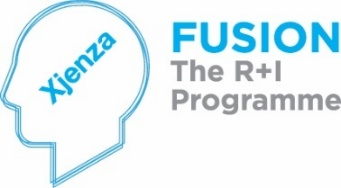 Xjenza
FUSION
The R+I
Programme